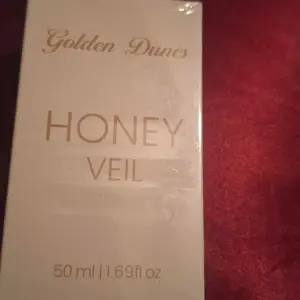 Golden Dunes
HONEY
VEIL
50 ml | 1.69fl oz